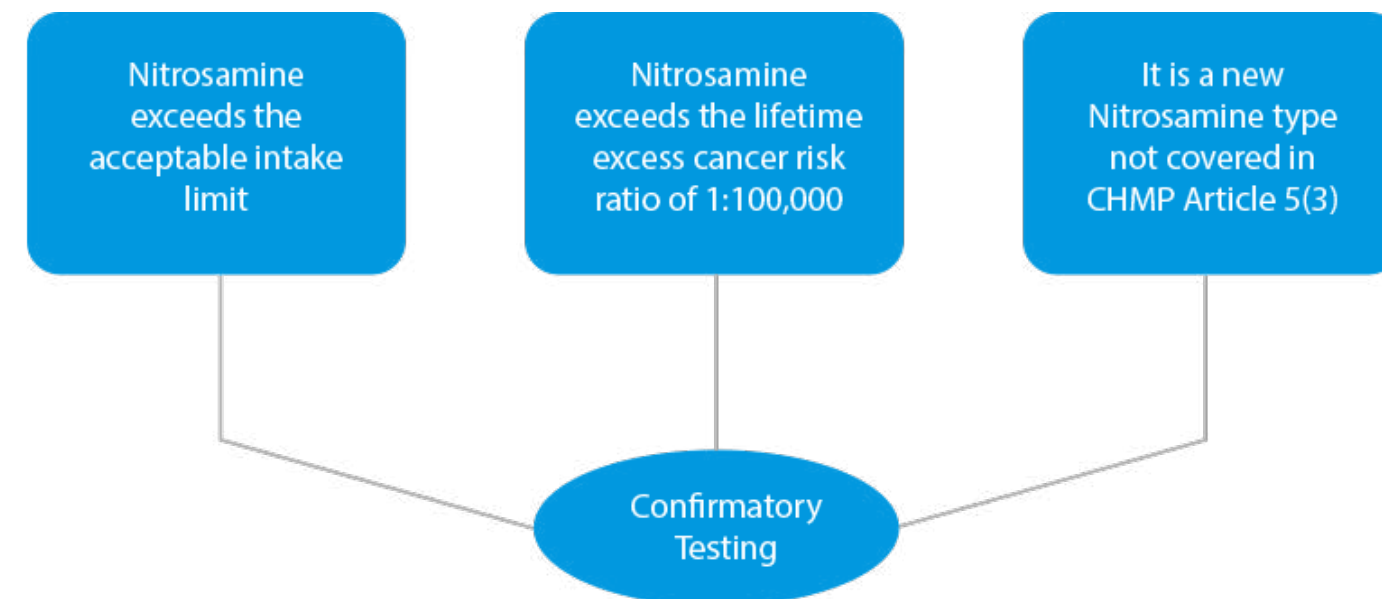 Nitrosamine
exceeds the
acceptable intake
limit
Nitrosamine
exceeds the lifetime
excess cancer risk
ratio of 1:100,000
It is a new
Nitrosamine type
not covered in
CHMP Article 5(3)
Confirmatory
Testing